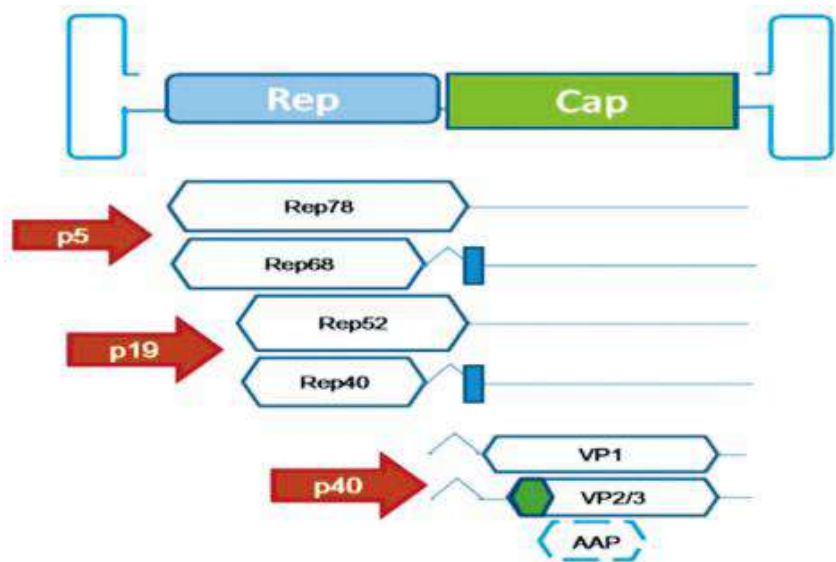 Rep Cap
Rep78
p5
Rep68
Rep52
p19
Rep40
VP1
p40
VP2/3
AAP